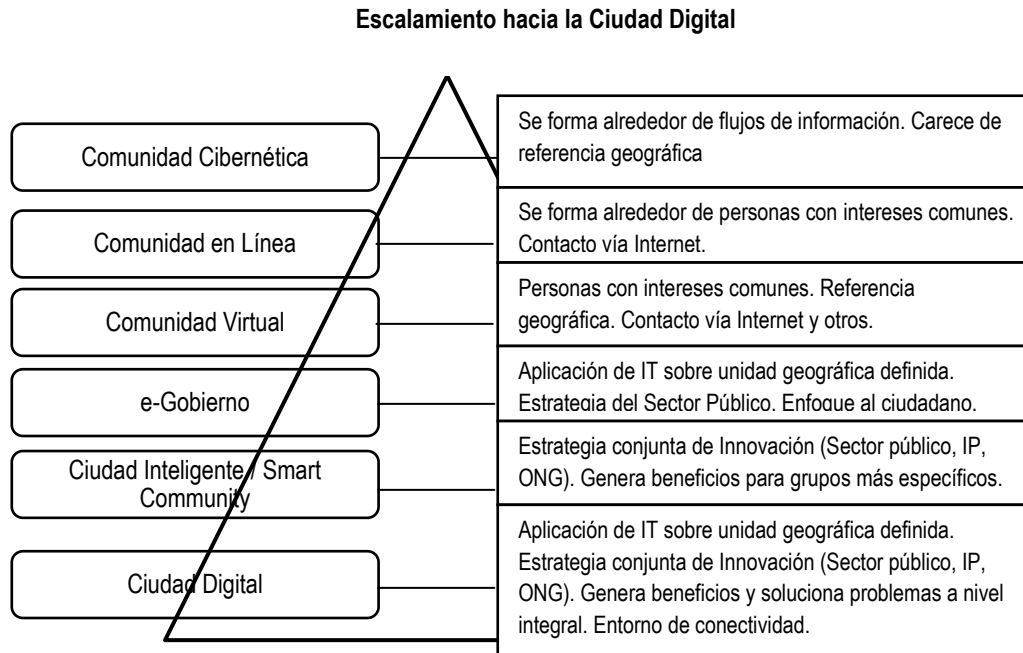 Escalamiento hacia la Ciudad Digital
Comunidad Cibernética
Se forma alrededor de flujos de información. Carece de
referencia geográfica
Comunidad en Línea
Se forma alrededor de personas con intereses comunes.
Contacto vía Internet.
Comunidad Virtual
Personas con intereses comunes. Referencia
geográfica. Contacto vía Internet y otros.
e-Gobierno
Aplicación de IT sobre unidad geográfica definida.
Estrategia del Sector Público. Enfoque al ciudadano.
Ciudad Inteligente / Smart
Community
Estrategia conjunta de Innovación (Sector público, IP,
ONG). Genera beneficios para grupos más específicos.
Ciudad Digital
Aplicación de IT sobre unidad geográfica definida.
Estrategia conjunta de Innovación (Sector público, IP,
ONG). Genera beneficios y soluciona problemas a nivel
integral. Entorno de conectividad.